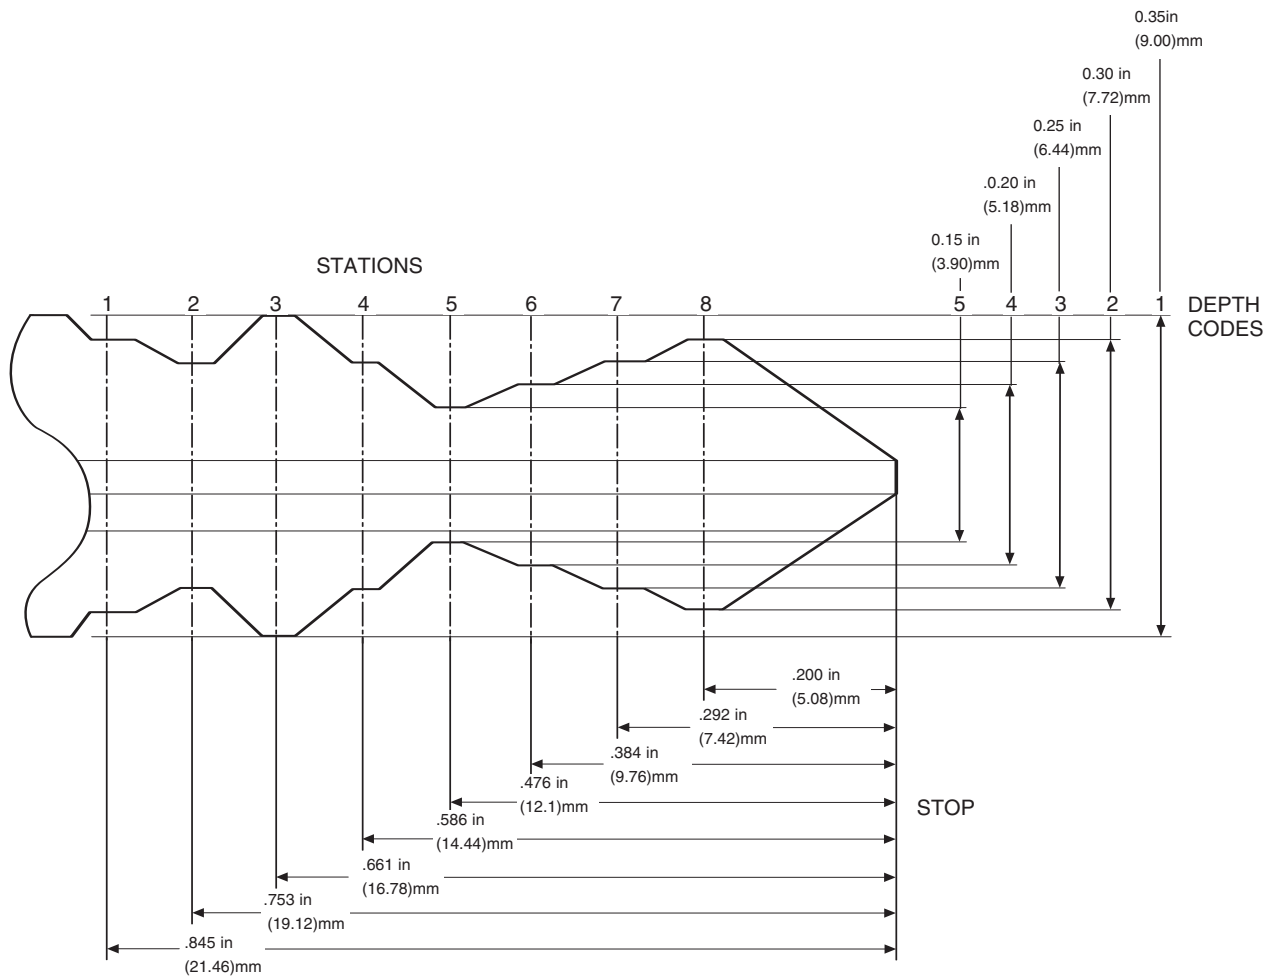 0.35in
(9.00)mm
0.30 in
(7.72)mm
0.25 in
(6.44)mm
.0.20 in
(5.18)mm
0.15 in
(3.90)mm
STATIONS
1 2 3 4 5 6 7 8 5 4 3 2 1 DEPTH
CODES
.200 in
(5.08)mm
.292 in
(7.42)mm
.384 in
(9.76)mm
.476 in
(12.1)mm
STOP
.586 in
(14.44)mm
.661 in
(16.78)mm
.753 in
(19.12)mm
.845 in
(21.46)mm